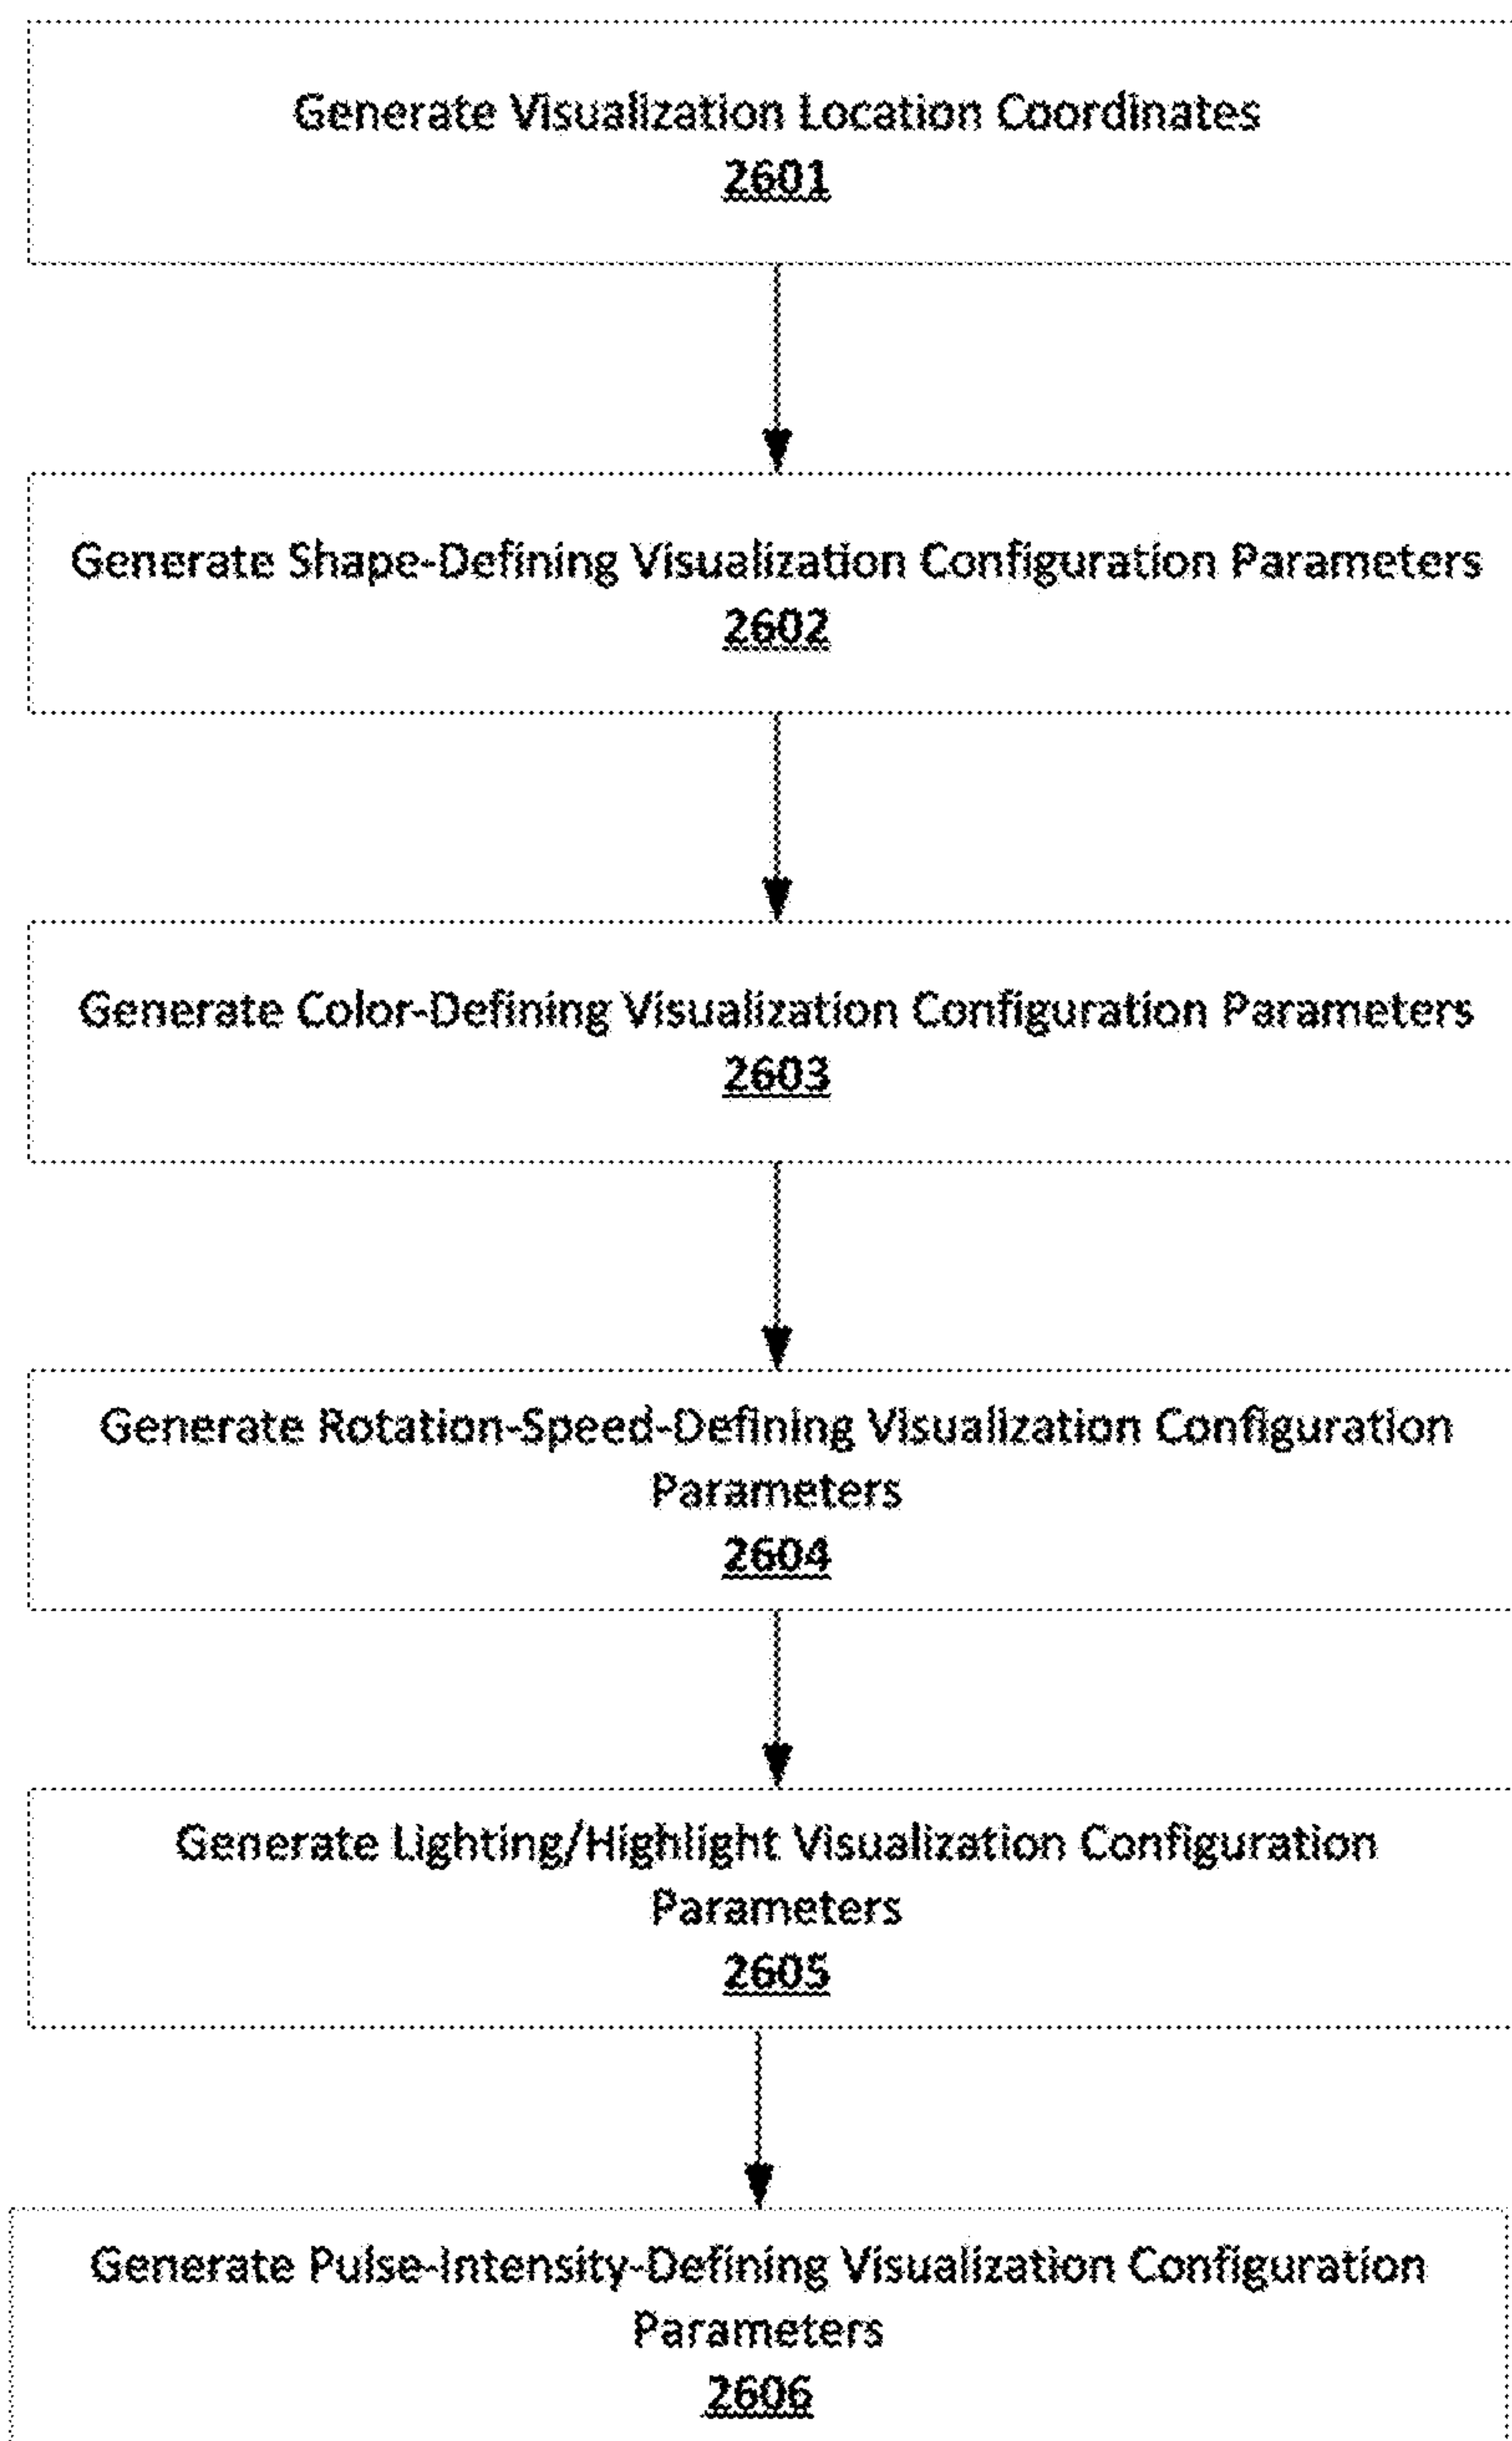 Generate Visualization Location Coordinates
2601
Generate Shape-Defining Visualization Configuration Parameters
2602
Generate Color-Defining Visualization Configuration Parameters
2603
Generate Rotation-Speed-Defining Visualization Configuration
Parameters
2604
Generate Lighting/Highlight Visualization Configuration
Parameters
2605
Generate Pulse-Intensity-Defining Visualization Configuration
Parameters
2606